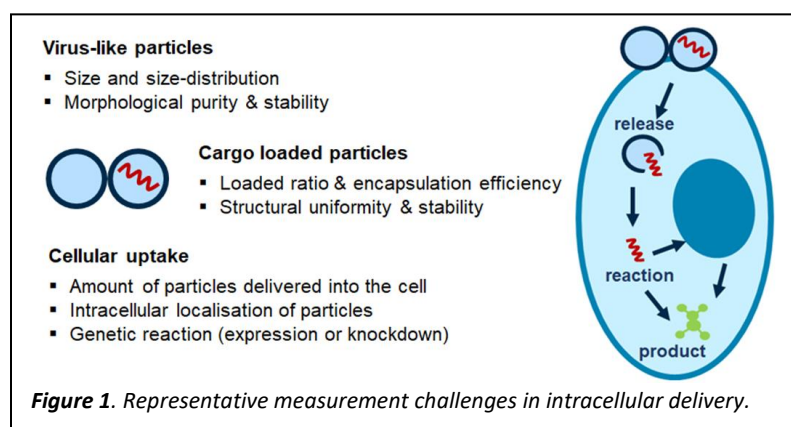 Virus-like particles
▪ Size and size-distribution
▪ Morphological purity & stability
Cargo loaded particles
▪ Loaded ratio & encapsulation efficiency
▪ Structural uniformity & stability
Cellular uptake
▪ Amount of particles delivered into the cell
▪ Intracellular localisation of particles
▪ Genetic reaction (expression or knockdown)
release
reaction
product
Figure 1. Representative measurement challenges in intracellular delivery.